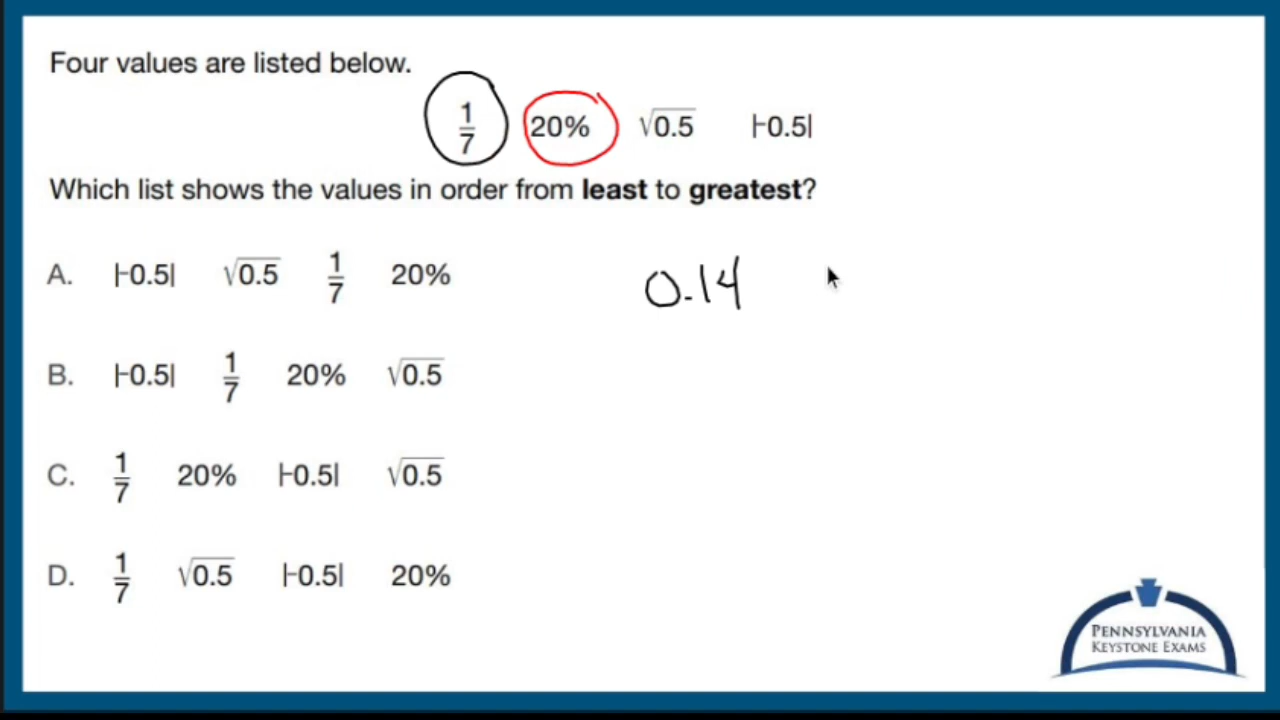 Four values are listed below.
1/7 20% √0.5 |-0.5|
Which list shows the values in order from least to greatest?
A. |-0.5| √0.5 1/7 20%
0.14
B. |-0.5| 1/7 20% √0.5
C. 1/7 20% |-0.5| √0.5
D. 1/7 √0.5 |-0.5| 20%
PENNSYLVANIA
KEYSTONE EXAMS